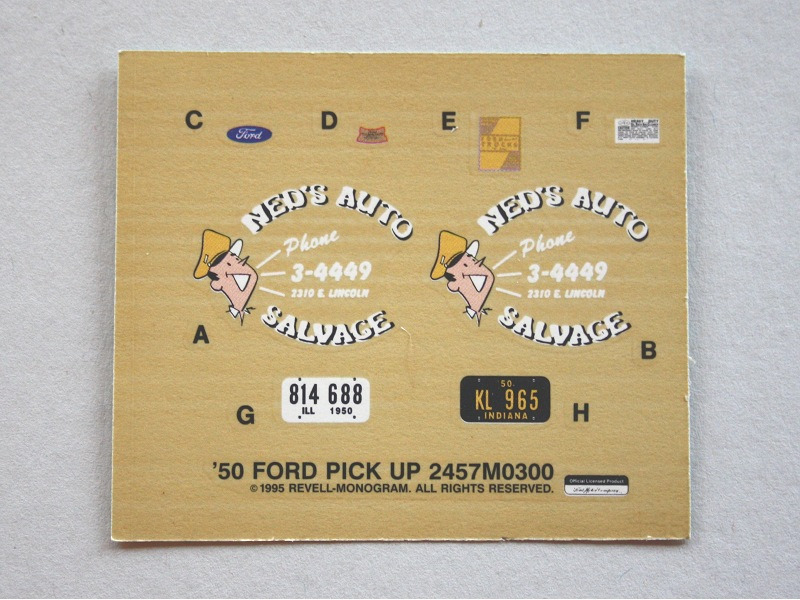 C D E F
Ford
NED'S AUTO
Phone
3-4449
2310 E. LINCOLN
SALVAGE
NED'S AUTO
Phone
3-4449
2310 E. LINCOLN
SALVAGE
A
B
G
814 688
ILL 1950
50
KL 965
INDIANA
H
'50 FORD PICK UP 2457M0300
©1995 REVELL-MONOGRAM. ALL RIGHTS RESERVED.
Official Licensed Product